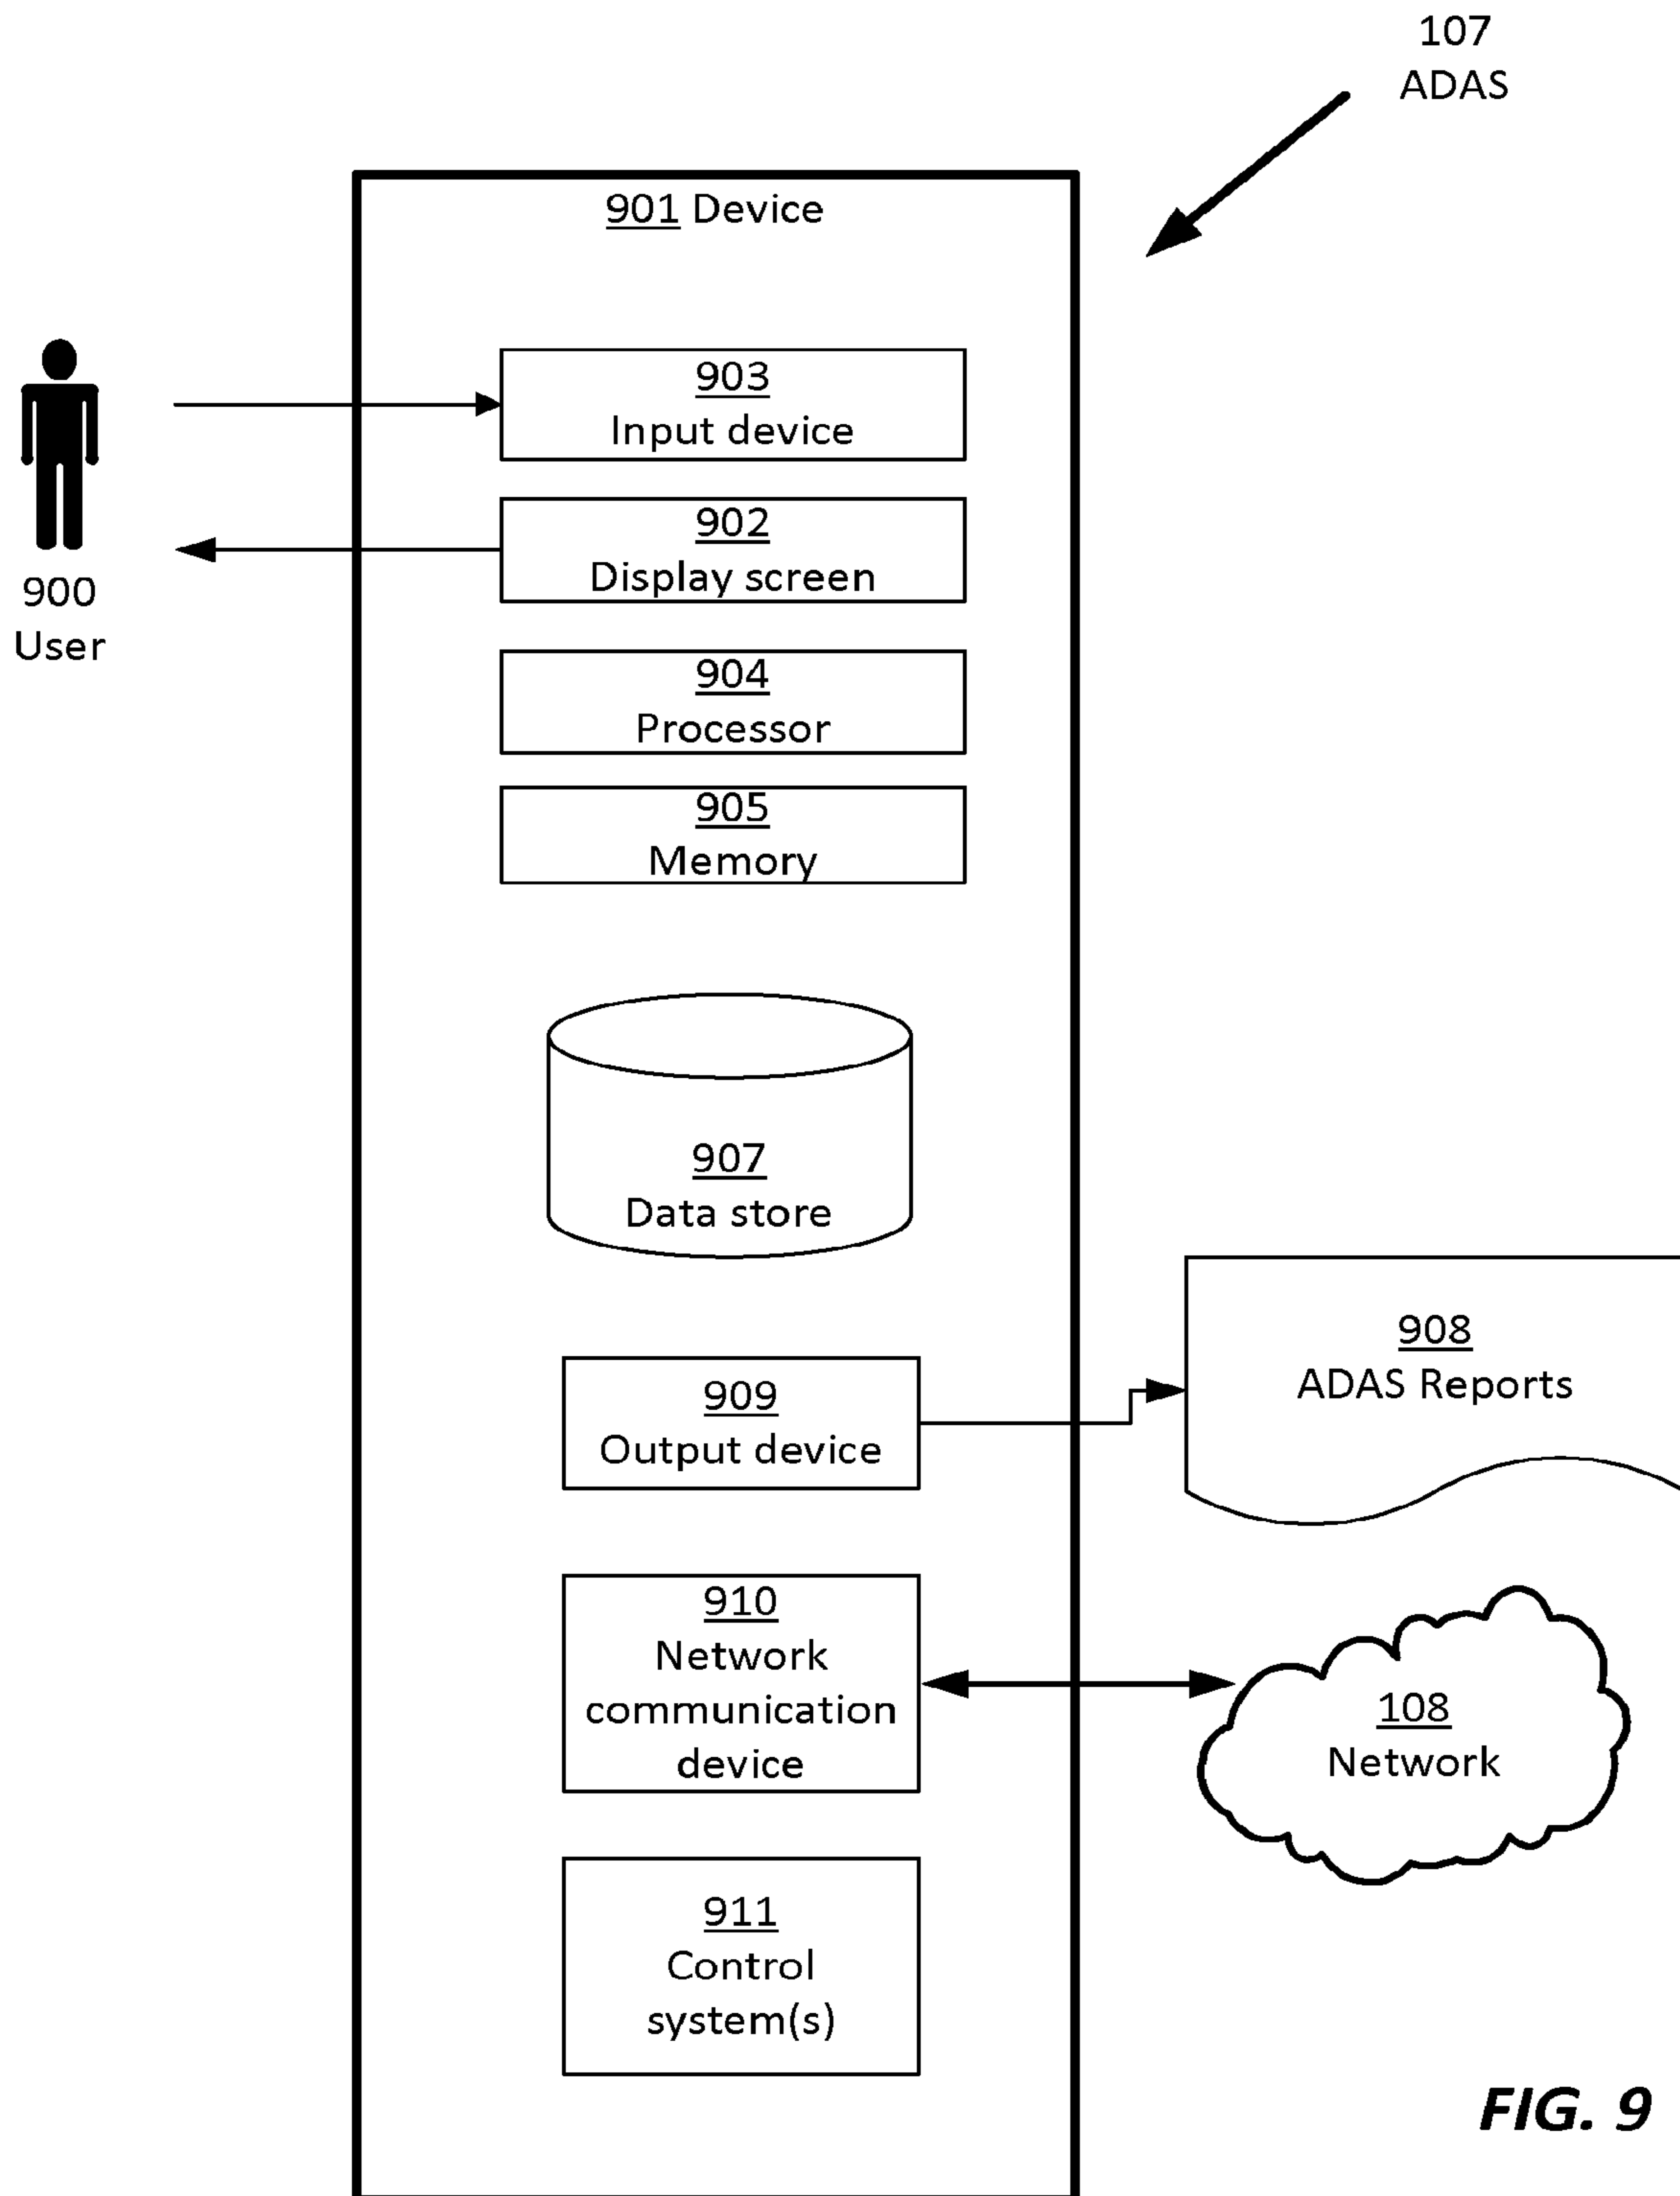 107
ADAS
901 Device
903
Input device
902
Display screen
900
User
904
Processor
905
Memory
907
Data store
908
ADAS Reports
909
Output device
910
Network
communication
device
108
Network
911
Control
system(s)
FIG. 9